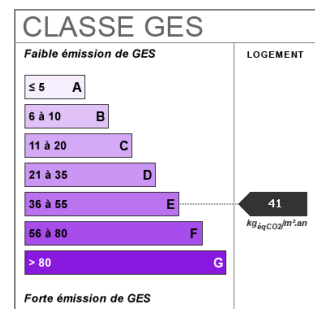 CLASSE GES
Faible émission de GES
LOGEMENT
≤ 5 A
6 à 10 B
11 à 20 C
21 à 35 D
36 à 55 E
41
kgéqCO2/m².an
56 à 80 F
> 80 G
Forte émission de GES